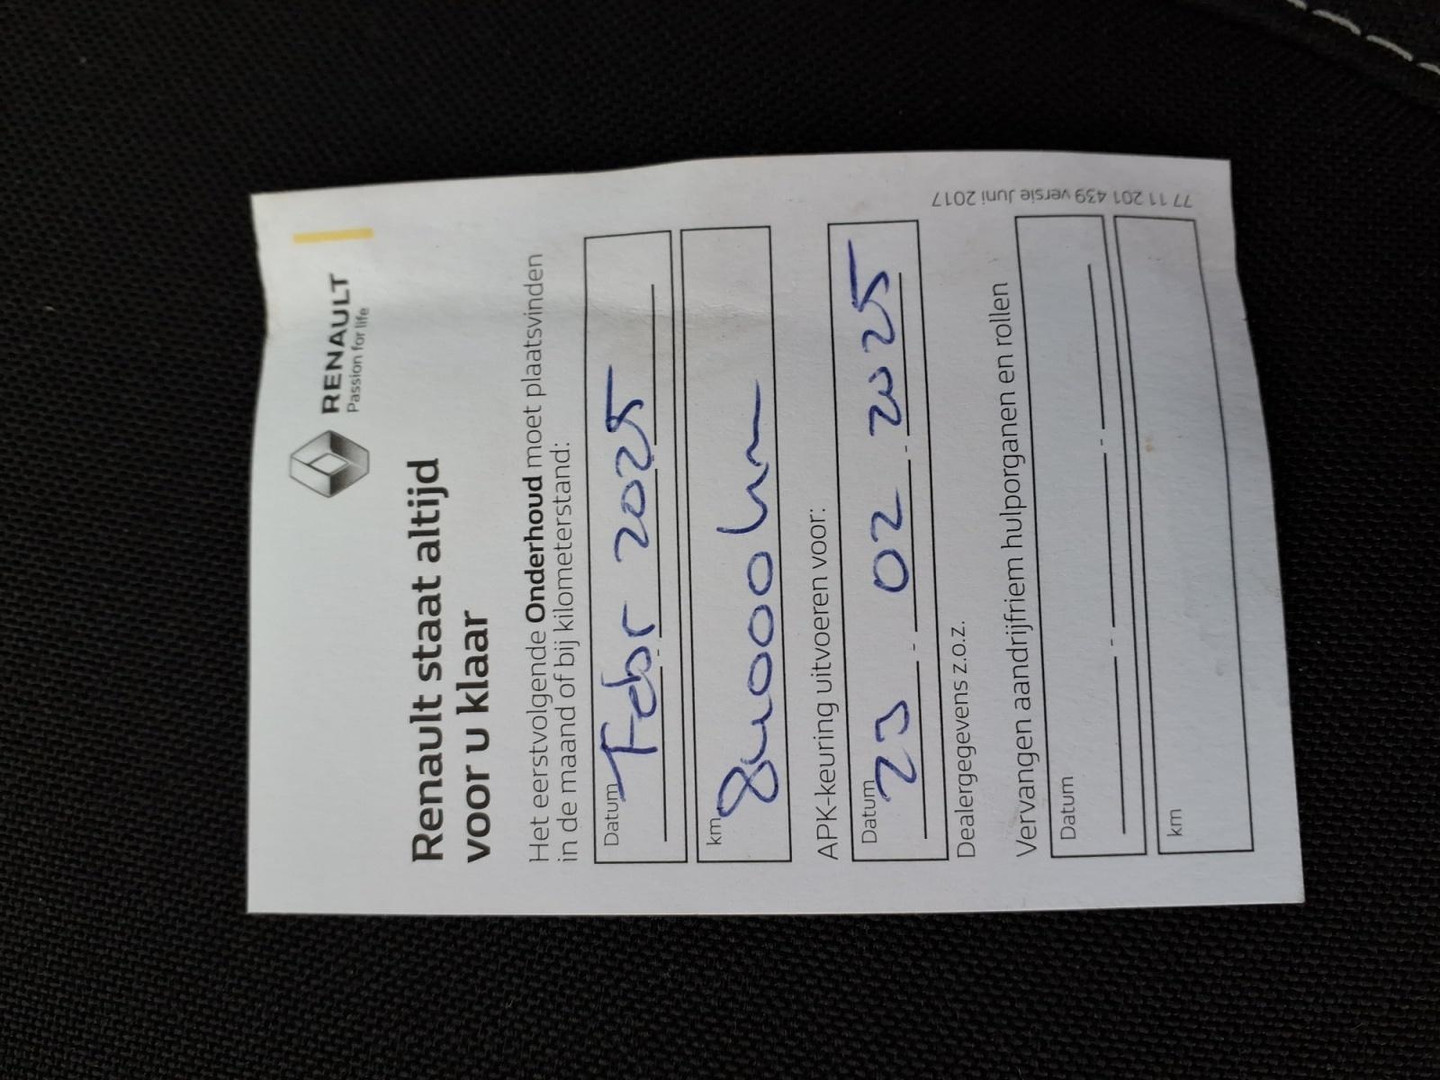 RENAULT
Passion for life
Renault staat altijd
voor u klaar
Het eerstvolgende Onderhoud moet plaatsvinden
in de maand of bij kilometerstand:
Datum Febr 2025
km
APK-keuring uitvoeren voor:
Datum 23 - 02 - 2025
Dealergegevens z.o.z.
Vervangen aandrijfriem hulporganen en rollen
Datum
km
77 11 201 439 versie Juni 2017